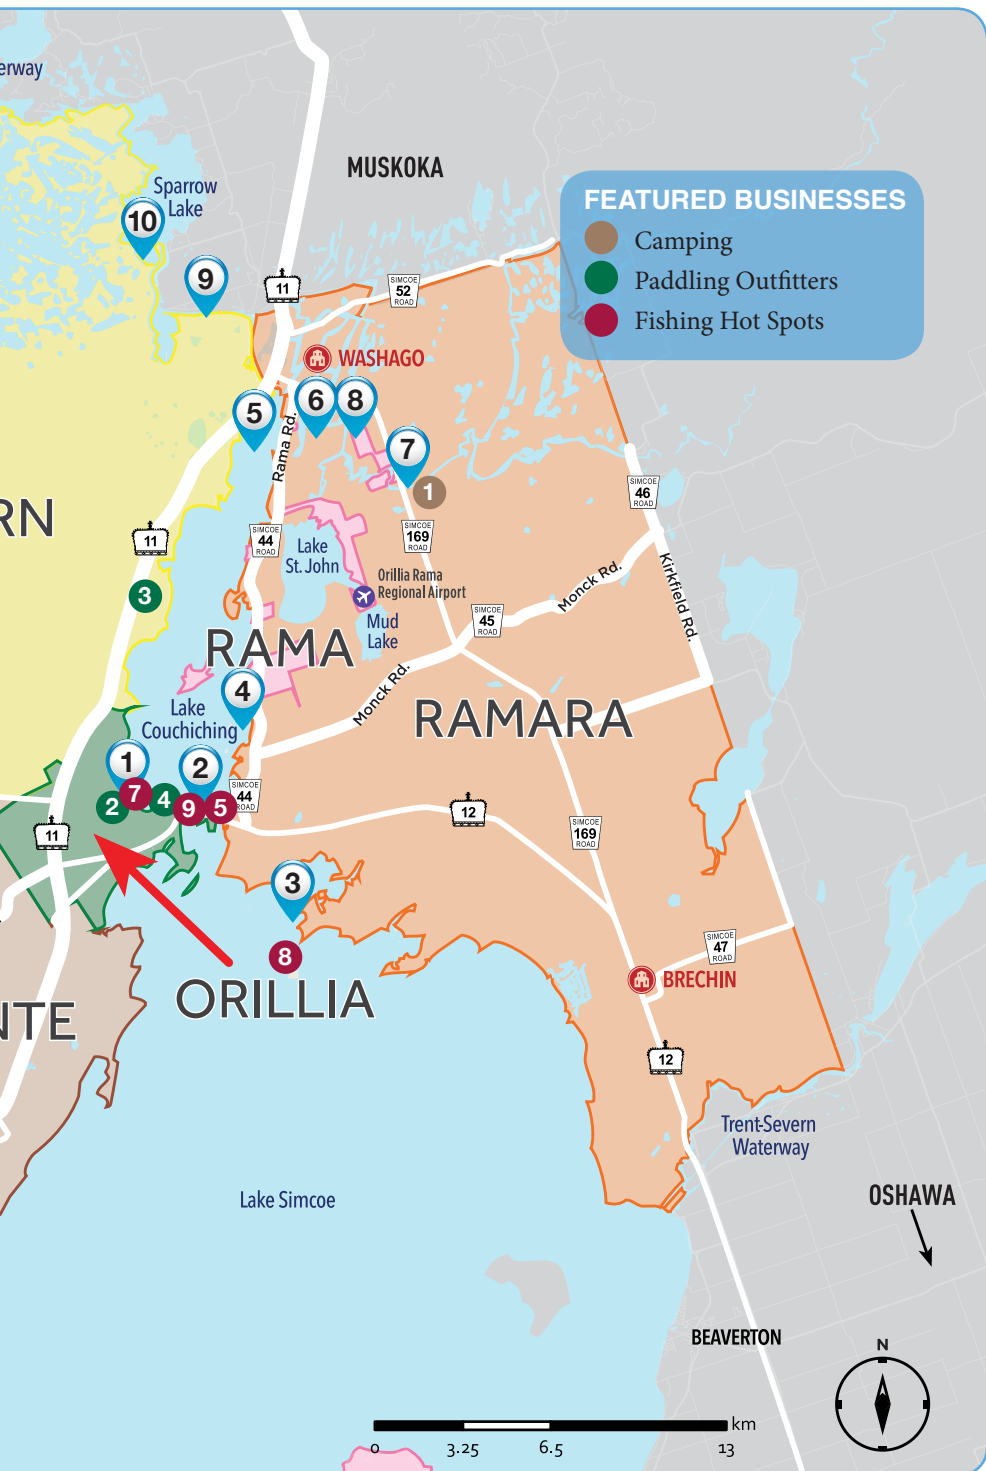 erway
MUSKOKA
FEATURED BUSINESSES
Camping
Paddling Outfitters
Fishing Hot Spots
Sparrow
Lake
10
9
11
SIMCOE
52
ROAD
WASHAGO
5
6
8
7
1
Rama Rd.
RN
11
SIMCOE
44
ROAD
SIMCOE
169
ROAD
SIMCOE
46
ROAD
Lake
St. John
Orillia Rama
Regional Airport
Mud
Lake
3
SIMCOE
45
ROAD
Monck Rd.
Kirkfield Rd.
RAMA
4
Monck Rd.
RAMARA
Lake
Couchiching
1
2
7
2
4
9
5
SIMCOE
44
ROAD
11
12
SIMCOE
169
ROAD
3
8
SIMCOE
47
ROAD
BRECHIN
ORILLIA
NTE
12
Trent-Severn
Waterway
Lake Simcoe
OSHAWA
BEAVERTON
N
km
0
3.25
6.5
13